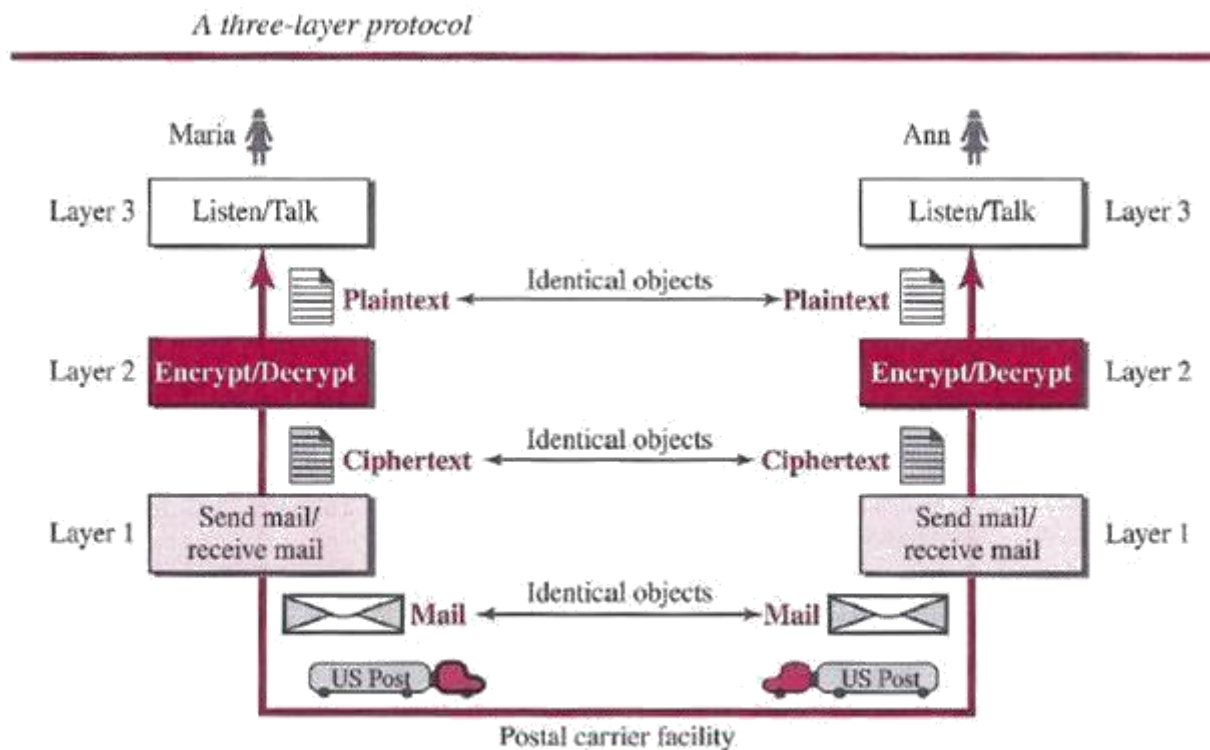 A three-layer protocol
Maria
Ann
Layer 3
Listen/Talk
Listen/Talk
Layer 3
Plaintext
Identical objects
Plaintext
Layer 2
Encrypt/Decrypt
Encrypt/Decrypt
Layer 2
Ciphertext
Identical objects
Ciphertext
Layer 1
Send mail/
receive mail
Send mail/
receive mail
Layer 1
Mail
Identical objects
Mail
US Post
US Post
Postal carrier facility